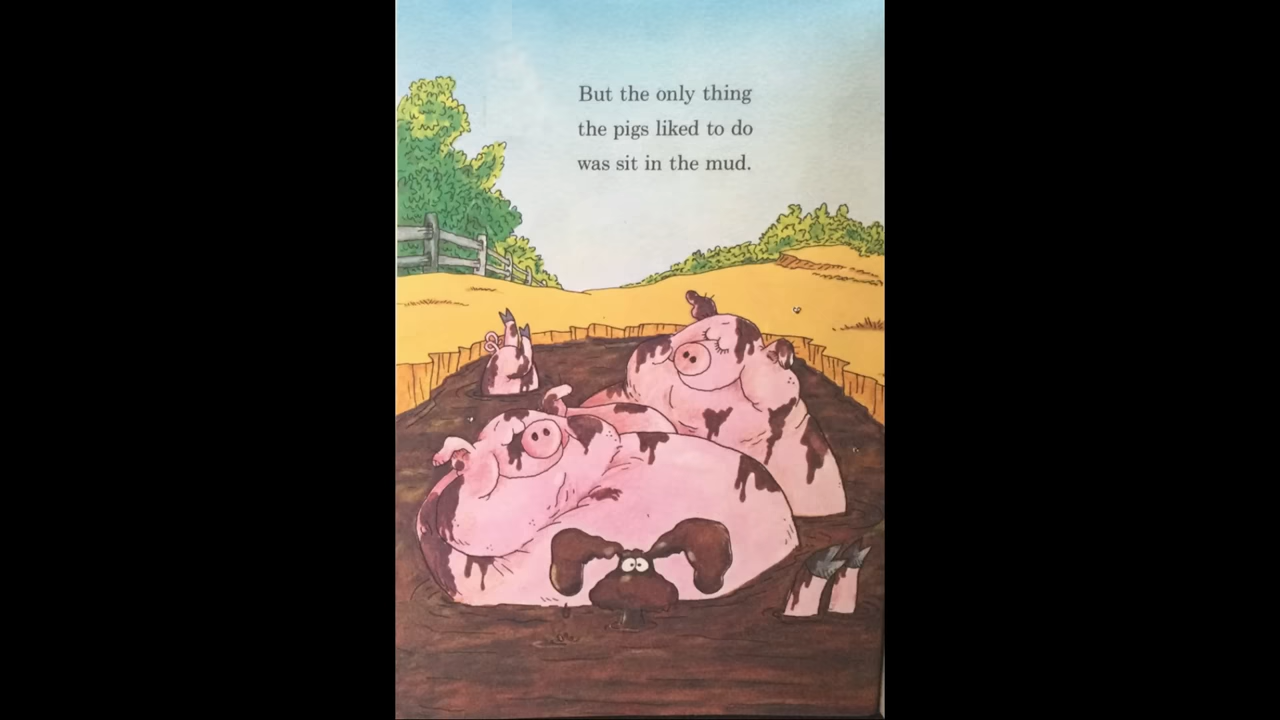 But the only thing
the pigs liked to do
was sit in the mud.